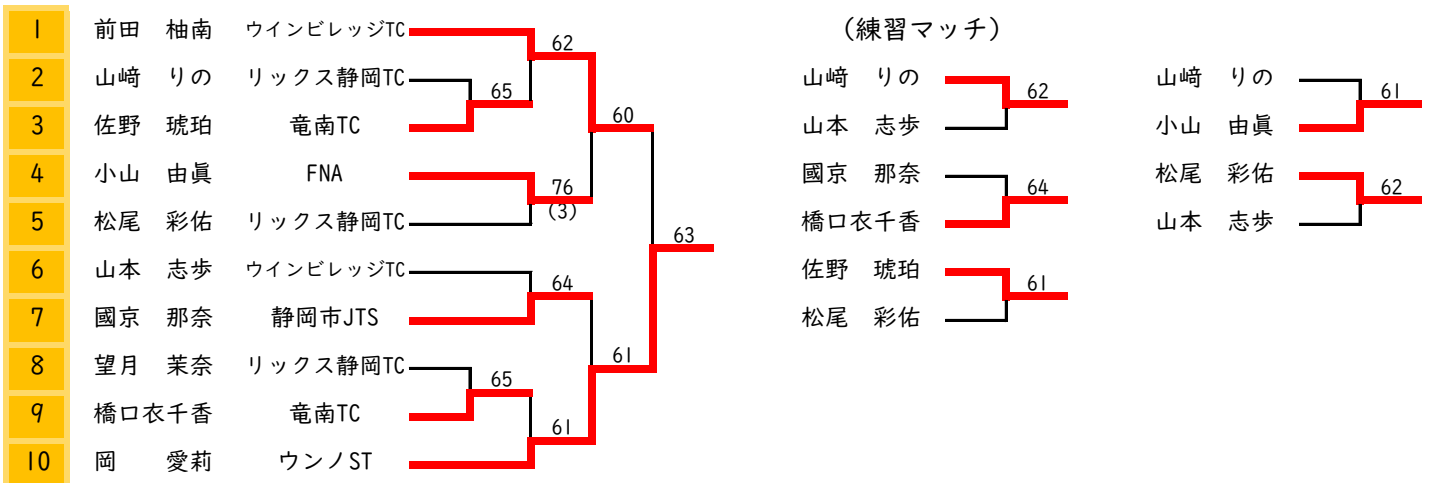 1 前田 柚南 ウインビレッジTC
62
2 山﨑 りの リックス静岡TC
65
3 佐野 琥珀 竜南TC
60
4 小山 由眞 FNA
76
(3)
5 松尾 彩佑 リックス静岡TC
63
6 山本 志歩 ウインビレッジTC
64
7 國京 那奈 静岡市JTS
61
8 望月 茉奈 リックス静岡TC
65
9 橋口衣千香 竜南TC
61
10 岡 愛莉 ウンノST
(練習マッチ)
山﨑 りの
62
山本 志歩
國京 那奈
64
橋口衣千香
佐野 琥珀
61
松尾 彩佑
山﨑 りの
61
小山 由眞
松尾 彩佑
62
山本 志歩